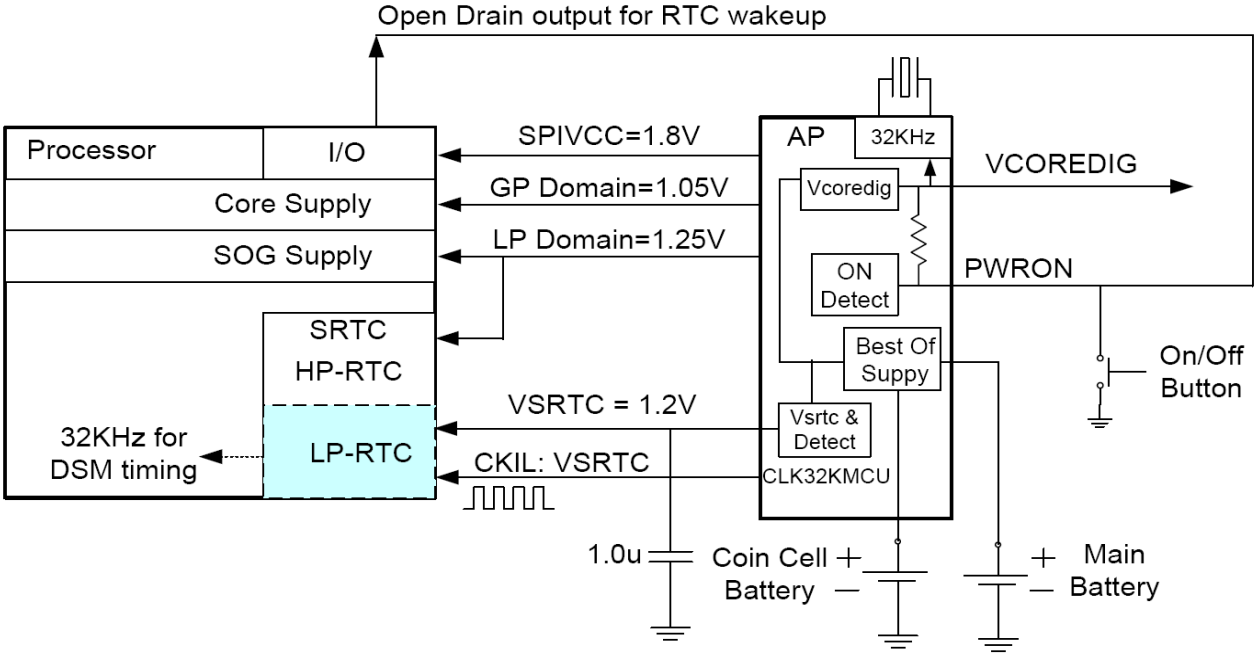 Open Drain output for RTC wakeup
Processor
I/O
SPIVCC=1.8V
AP
32KHz
Core Supply
GP Domain=1.05V
Vcoredig
VCOREDIG
SOG Supply
LP Domain=1.25V
ON
Detect
PWRON
SRTC
HP-RTC
Best Of
Suppy
On/Off
Button
VSRTC = 1.2V
Vsrtc &
Detect
32KHz for
DSM timing
LP-RTC
CKIL: VSRTC
CLK32KMCU
1.0u
Coin Cell
Battery
+
−
+
−
Main
Battery